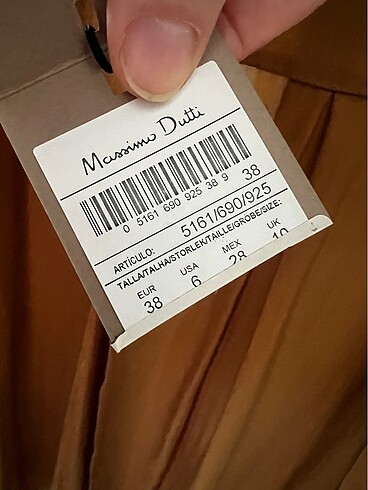 Massimo Dutti
0 5161 690 925 38 9
38
ARTÍCULO: 5161/690/925
TALLA/TALHA/STORLEK/TAILLE/GRÖBE/SIZE:
EUR USA MEX UK
38 6 28 10